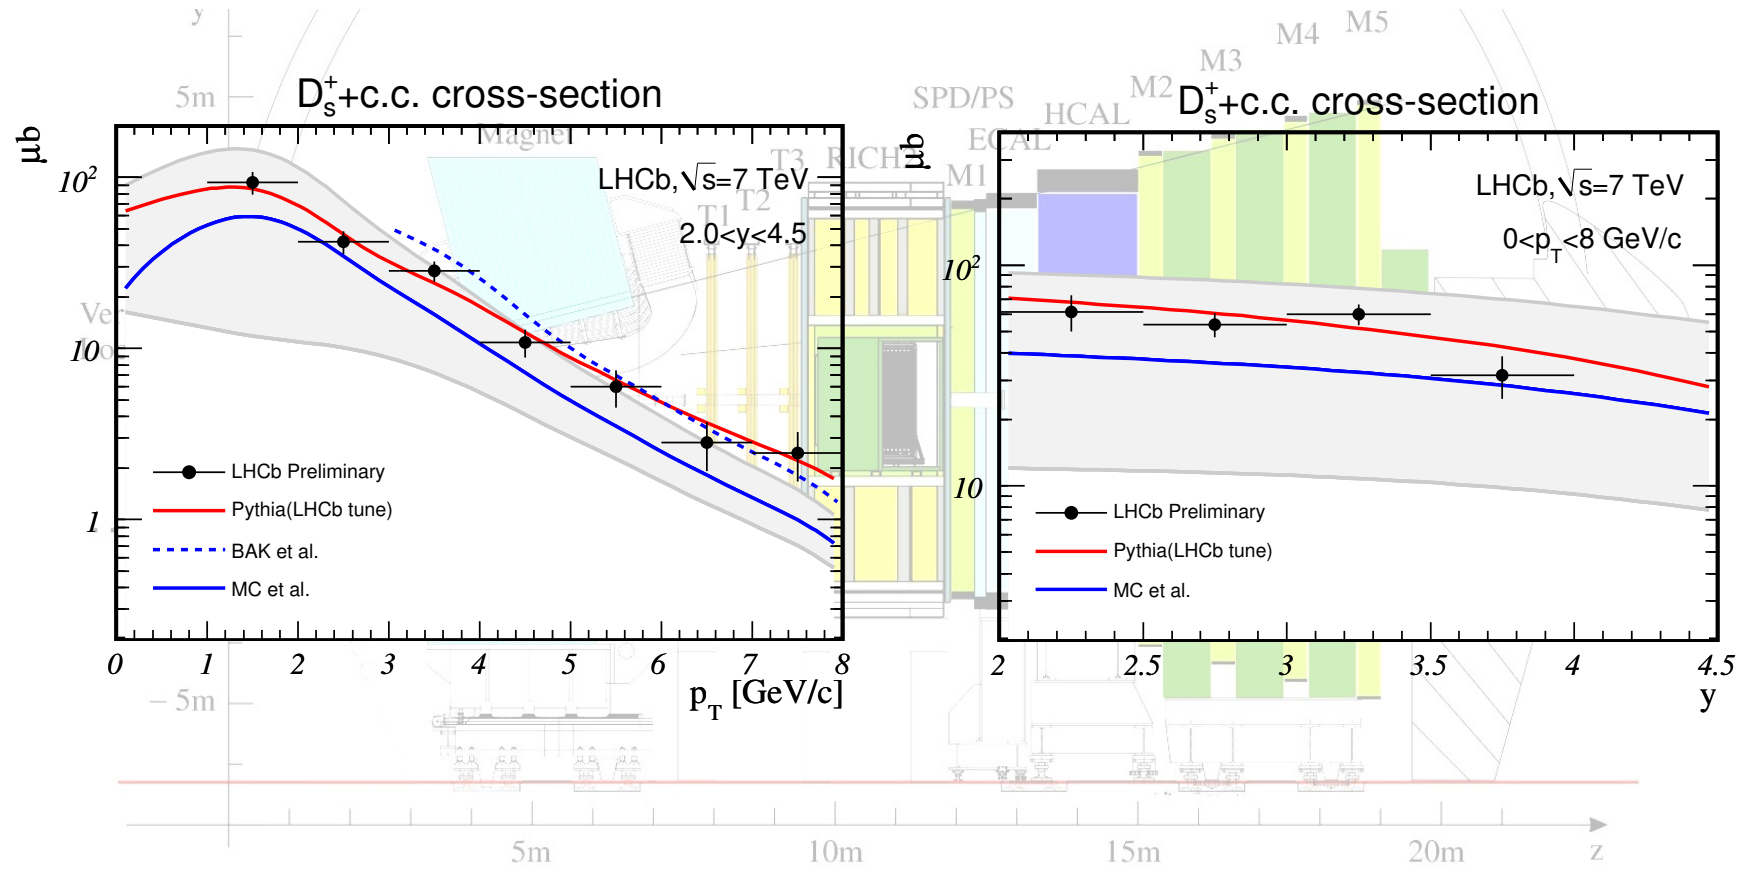 D_s^++c.c. cross-section
μb
LHCb, √s=7 TeV
2.0<y<4.5
10^2
10
1
LHCb Preliminary
Pythia(LHCb tune)
BAK et al.
MC et al.
0 1 2 3 4 5 6 7 8
p_T [GeV/c]
D_s^++c.c. cross-section
μb
LHCb, √s=7 TeV
0<p_T<8 GeV/c
10^2
10
LHCb Preliminary
Pythia(LHCb tune)
MC et al.
2 2.5 3 3.5 4 4.5
y
y
5m
Magnet
T1
T2
T3
SPD/PS
HCAL
ECAL
M1
M2
M3
M4
M5
− 5m
5m 10m 15m 20m z